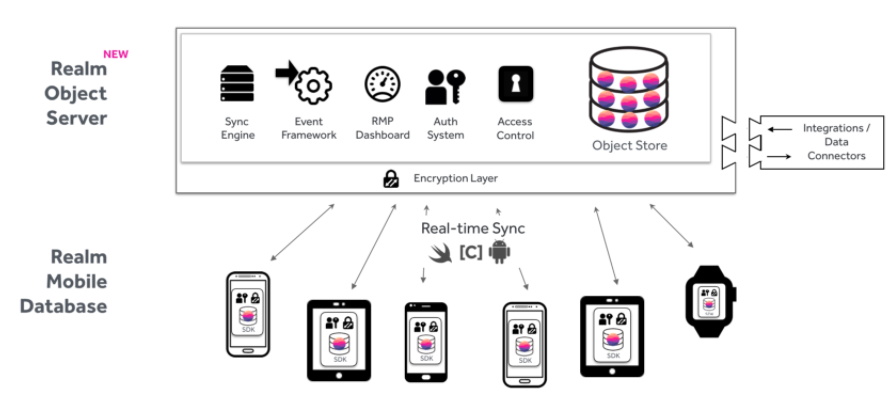 NEW
Realm
Object
Server
Sync
Engine
Event
Framework
RMP
Dashboard
Auth
System
Access
Control
Object Store
Integrations /
Data
Connectors
Encryption Layer
Real-time Sync
[C]
Realm
Mobile
Database
SDK
SDK
SDK
SDK
SDK